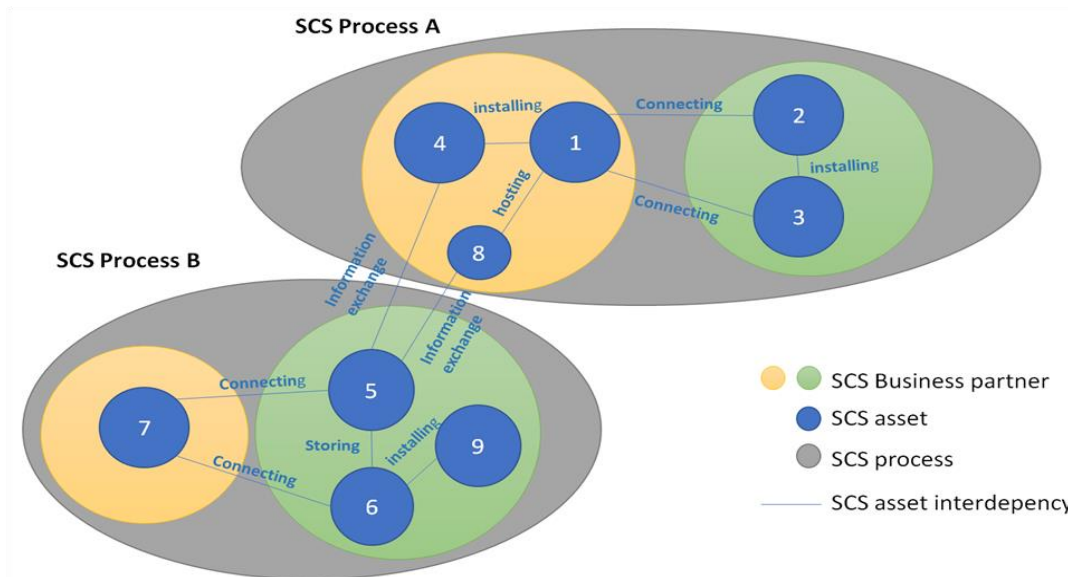 SCS Process A
installing
Connecting
2
4
1
installing
hosting
Connecting
3
8
SCS Process B
Information
exchange
Information
exchange
Connecting
5
7
Storing
installing
9
Connecting
6
SCS Business partner
SCS asset
SCS process
SCS asset interdepency